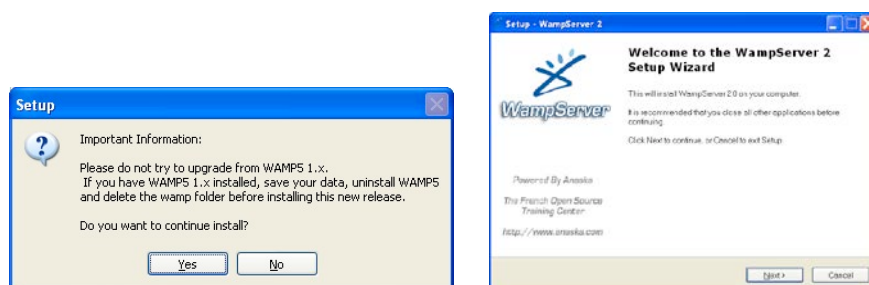 Setup
Important Information:
Please do not try to upgrade from WAMP5 1.x.
If you have WAMP5 1.x installed, save your data, uninstall WAMP5
and delete the wamp folder before installing this new release.
Do you want to continue install?
Yes
No
Setup - WampServer 2
Welcome to the WampServer 2
Setup Wizard
This will install WampServer 2.0 on your computer.
It is recommended that you close all other applications before
continuing.
Click Next to continue, or Cancel to exit Setup.
WampServer
Powered By Anaska
The French Open Source
Training Center
http://www.anaska.com
Next >
Cancel